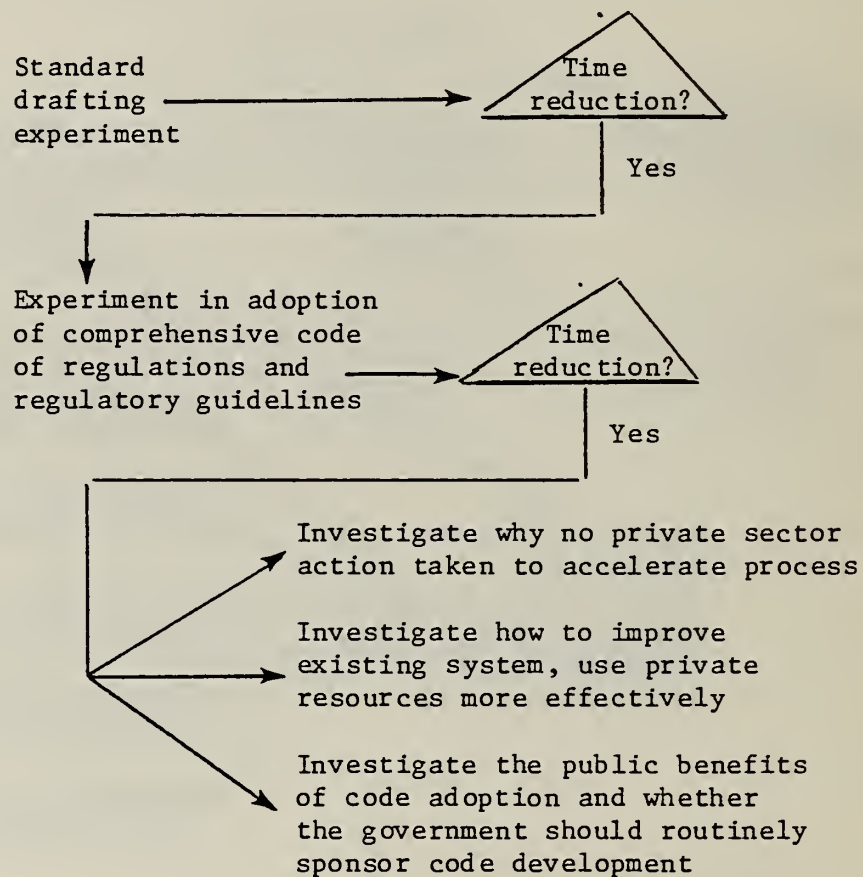 Standard
drafting
experiment
Time
reduction?
Yes
Experiment in adoption
of comprehensive code
of regulations and
regulatory guidelines
Time
reduction?
Yes
Investigate why no private sector
action taken to accelerate process
Investigate how to improve
existing system, use private
resources more effectively
Investigate the public benefits
of code adoption and whether
the government should routinely
sponsor code development